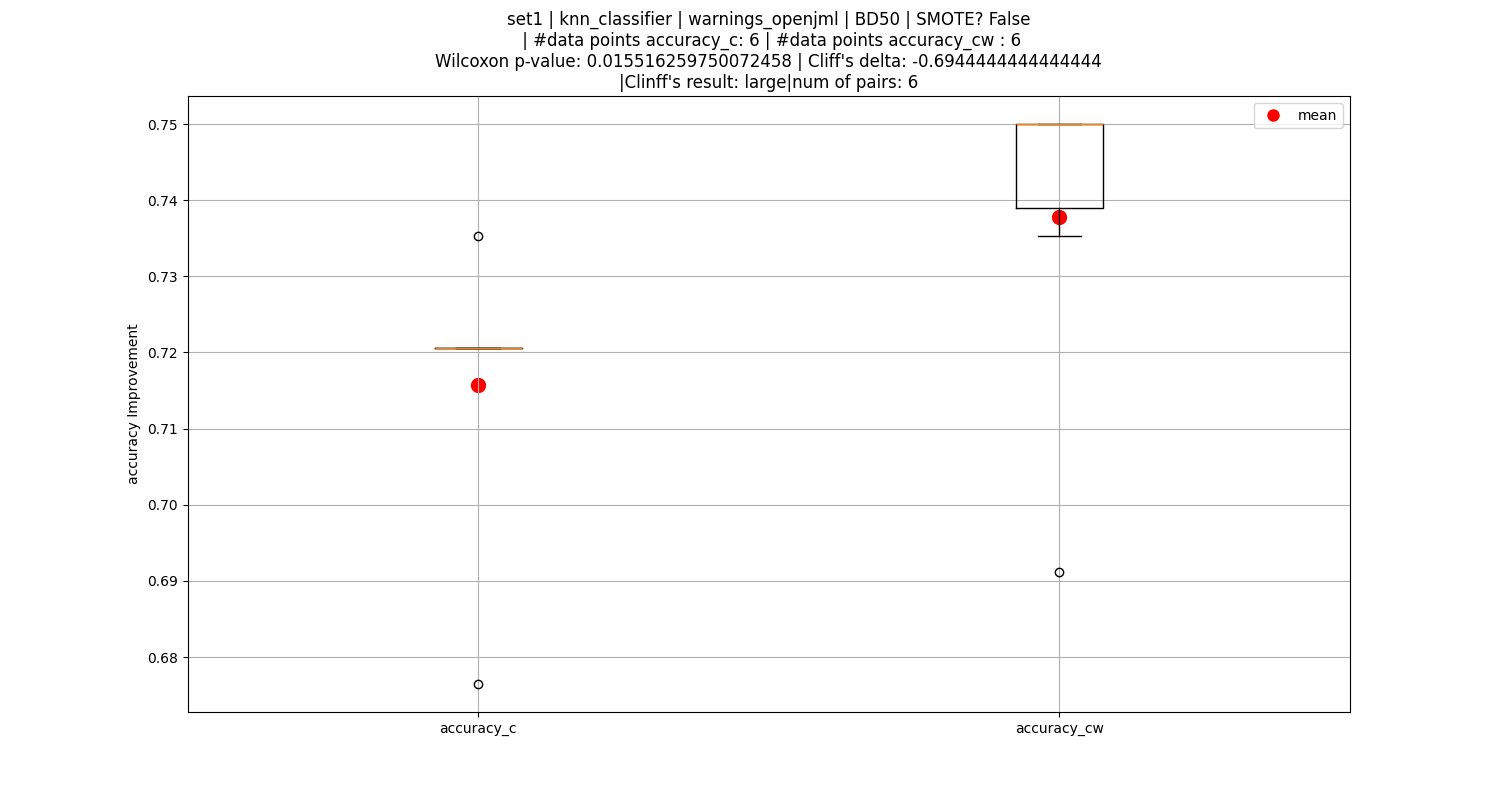 set1 | knn_classifier | warnings_openjml | BD50 | SMOTE? False
| #data points accuracy_c: 6 | #data points accuracy_cw : 6
Wilcoxon p-value: 0.015516259750072458 | Cliff's delta: -0.6944444444444444
|Clinff's result: large|num of pairs: 6
mean
0.75
0.74
0.73
0.72
0.71
0.70
0.69
0.68
accuracy Improvement
accuracy_c
accuracy_cw